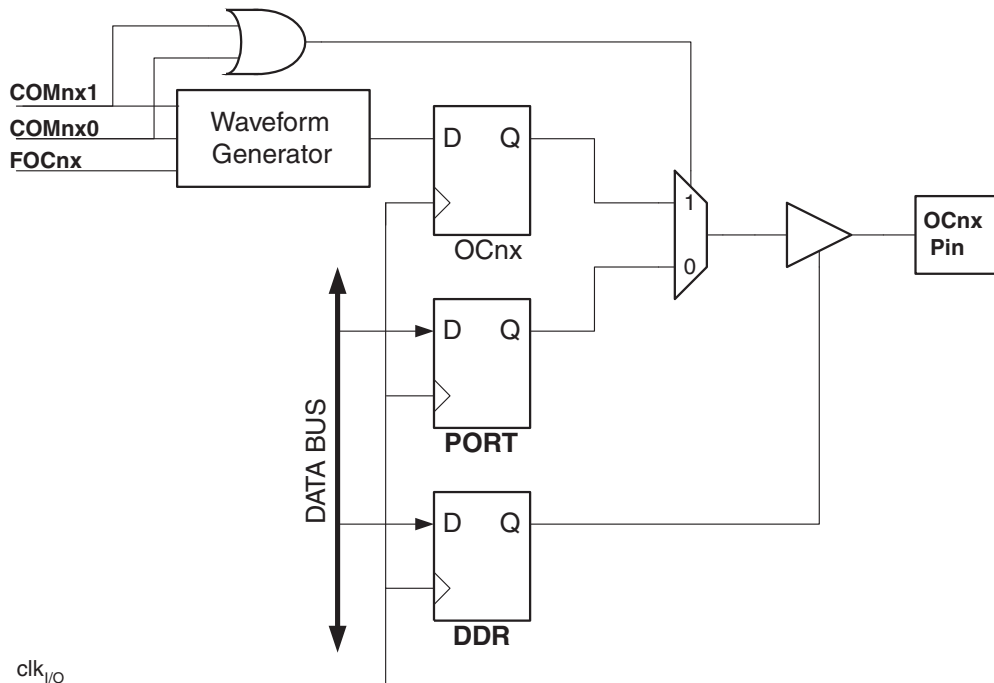 COMnx1
COMnx0
FOCnx
Waveform
Generator
D Q
OCnx
1
0
OCnx
Pin
D Q
PORT
DATA BUS
D Q
DDR
clkI/O